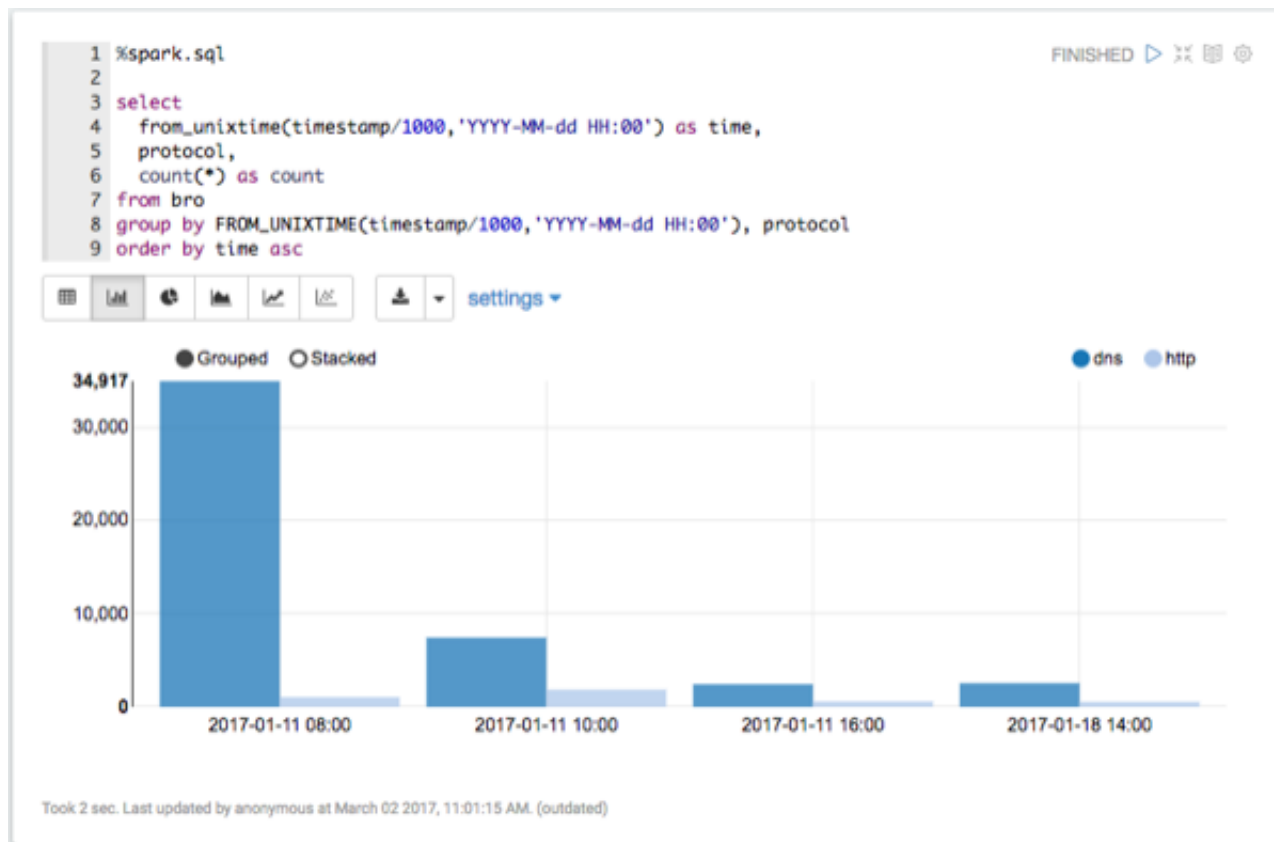 1 %spark.sql FINISHED
2
3 select
4 from_unixtime(timestamp/1000,'YYYY-MM-dd HH:00') as time,
5 protocol,
6 count(*) as count
7 from bro
8 group by FROM_UNIXTIME(timestamp/1000,'YYYY-MM-dd HH:00'), protocol
9 order by time asc
settings
Grouped Stacked dns http
34,917
30,000
20,000
10,000
0
2017-01-11 08:00 2017-01-11 10:00 2017-01-11 16:00 2017-01-18 14:00
Took 2 sec. Last updated by anonymous at March 02 2017, 11:01:15 AM. (outdated)